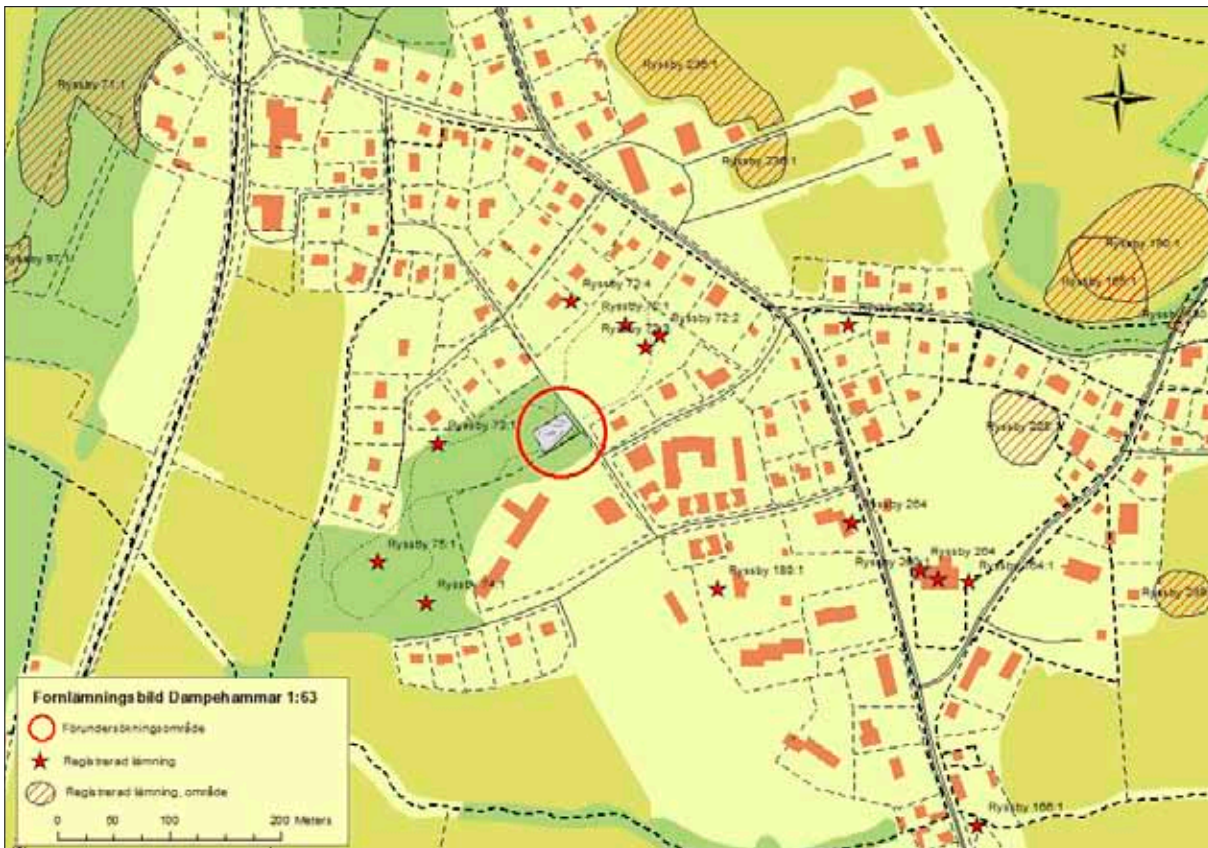 Ryssby 71:1
Ryssby 236:1
N
Ryssby 236:1
Ryssby 190:1
Ryssby 72:4
Ryssby 72:1
Ryssby 72:2
Ryssby 73:1
Ryssby 264
Ryssby 75:1
Ryssby 264
Ryssby 74:1
Ryssby 180:1
Ryssby 166:1
Fornlämningsbild Dampehammar 1:63
Förundersökningsområde
Registrerad lämning
Registrerad lämning, område
0 50 100 200 Meters